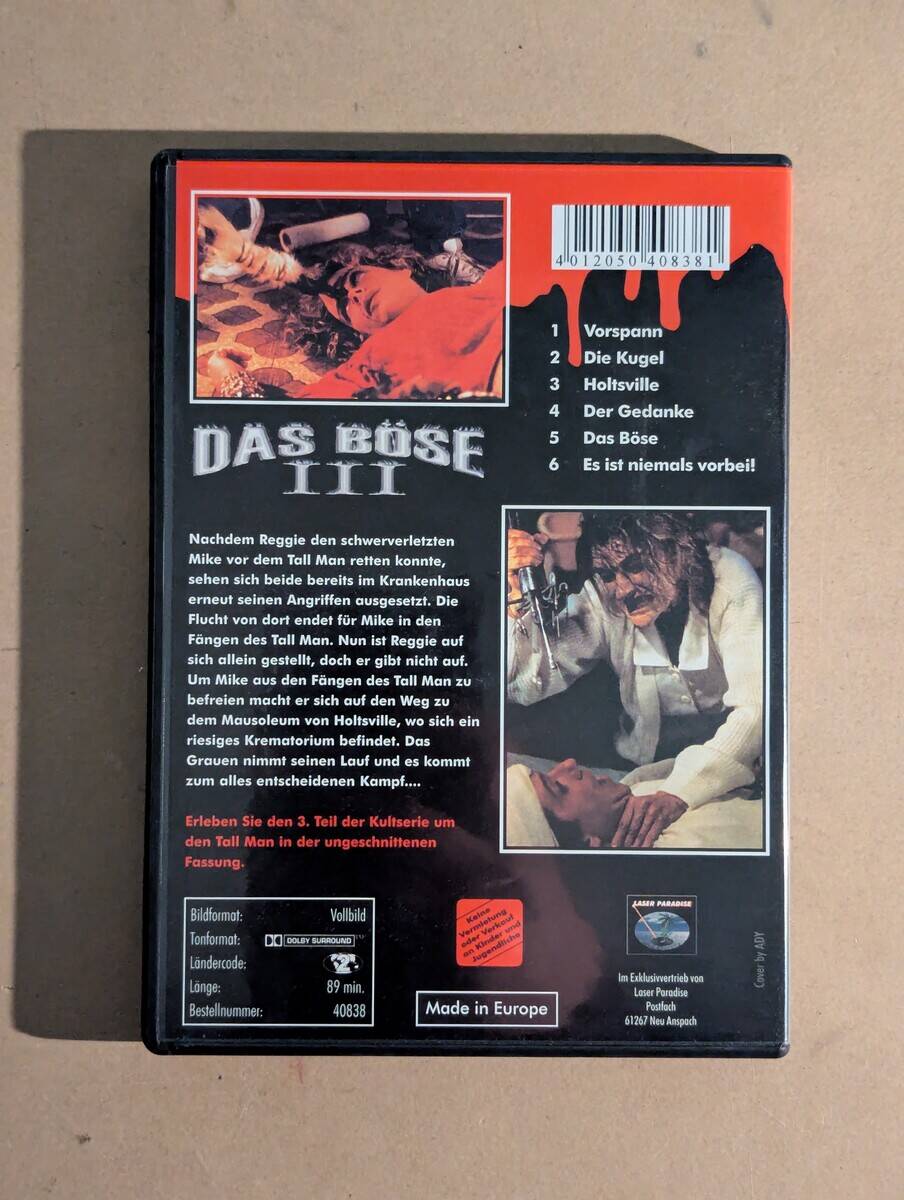 4 012050 408381
1 Vorspann
2 Die Kugel
3 Holtsville
4 Der Gedanke
5 Das Böse
6 Es ist niemals vorbei!
DAS BÖSE
III
Nachdem Reggie den schwerverletzten
Mike vor dem Tall Man retten konnte,
sehen sich beide bereits im Krankenhaus
erneut seinen Angriffen ausgesetzt. Die
Flucht von dort endet für Mike in den
Fängen des Tall Man. Nun ist Reggie auf
sich allein gestellt, doch er gibt nicht auf.
Um Mike aus den Fängen des Tall Man zu
befreien macht er sich auf den Weg zu
dem Mausoleum von Holtsville, wo sich ein
riesiges Krematorium befindet. Das
Grauen nimmt seinen Lauf und es kommt
zum alles entscheidenen Kampf....
Erleben Sie den 3. Teil der Kultserie um
den Tall Man in der ungeschnittenen
Fassung.
Bildformat: Vollbild
Tonformat: DOLBY SURROUND
Ländercode: 2
Länge: 89 min.
Bestellnummer: 40838
Keine
Vermietung
oder Verkauf
an Kinder und
Jugendliche
Made in Europe
LASER PARADISE
Im Exklusivvertrieb von
Laser Paradise
Postfach
61267 Neu Anspach
Cover by ADY